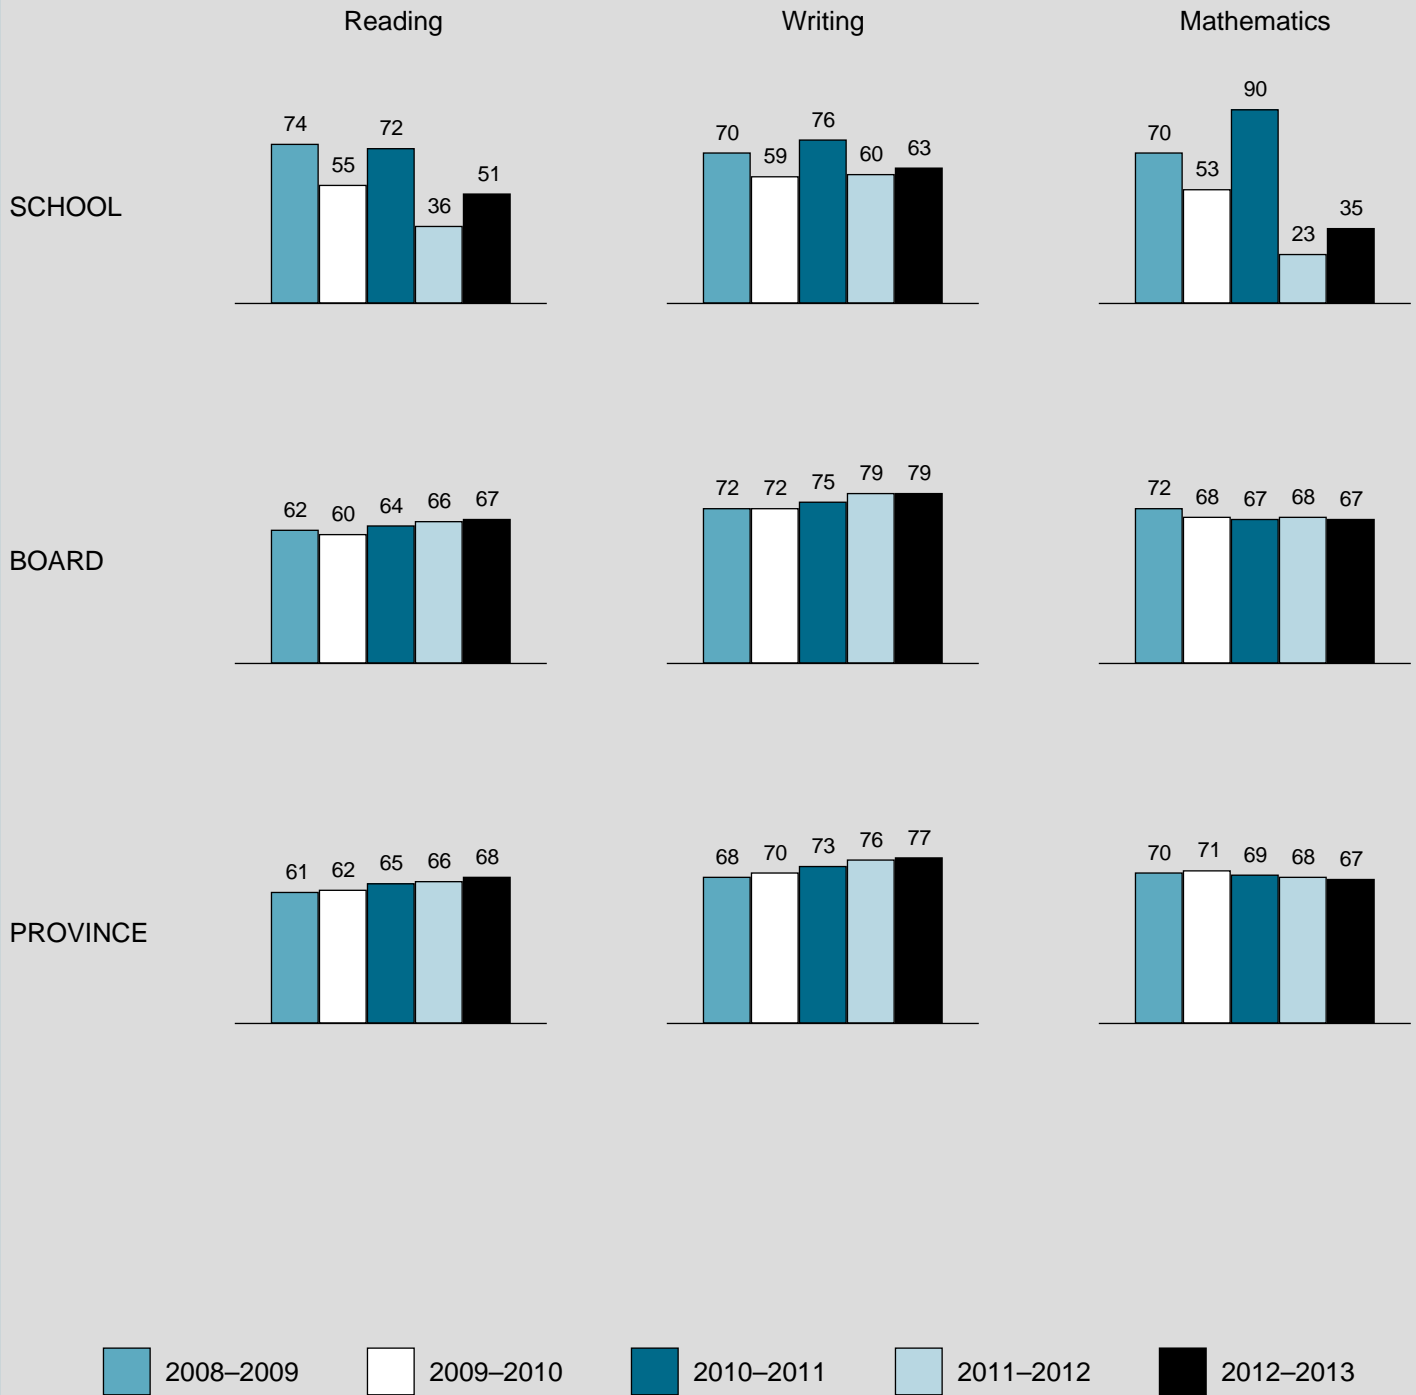 Reading Writing Mathematics
SCHOOL
74 55 72 36 51
70 59 76 60 63
70 53 90 23 35
BOARD
62 60 64 66 67
72 72 75 79 79
72 68 67 68 67
PROVINCE
61 62 65 66 68
68 70 73 76 77
70 71 69 68 67
2008–2009 2009–2010 2010–2011 2011–2012 2012–2013